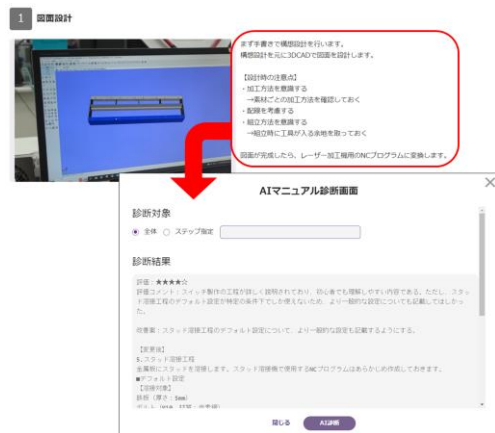 1 図面設計
まず手書きで構想設計を行います。
構想設計を元に3DCADで図面を設計します。
【設計時の注意点】
・加工方法を意識する
→素材ごとの加工方法を確認しておく
・配線を考慮する
・組立方法を意識する
→組立時に工具が入る余地を取っておく
図面が完成したら、レーザー加工機用のNCプログラムに変換します。
AIマニュアル診断画面
診断対象
全体 ステップ指定
診断結果
評価：★★★★☆
評価コメント：スイッチ製作の工程が詳しく説明されており、初心者でも理解しやすい内容である。ただし、スタッ
ド溶接工程のデフォルト設定が特定の条件下でしか使えないため、より一般的な設定についても記載してほしかっ
た。
改善案：スタッド溶接工程のデフォルト設定について、より一般的な設定も記載するようにする。
【変更後】
5.スタッド溶接工程
金属板にスタッドを溶接します。スタッド溶接機で使用するNCプログラムはあらかじめ作成しておきます。
■デフォルト設定
【溶接対象】
鉄板（厚さ：5mm）
閉じる AI診断